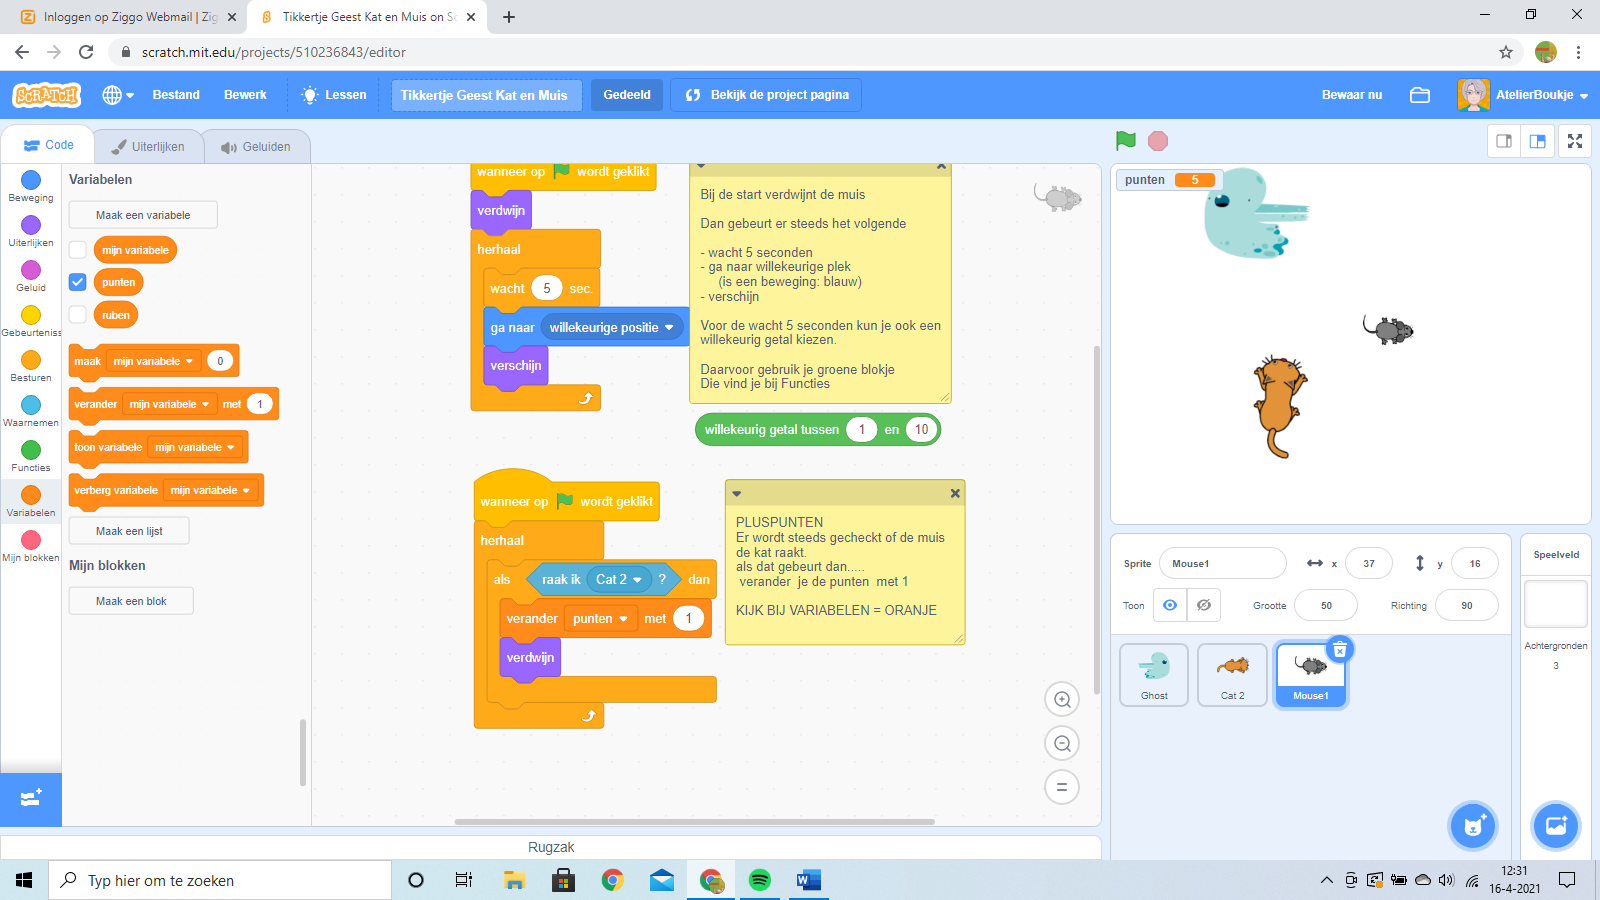 Inloggen op Ziggo Webmail | Zig
Tikkertje Geest Kat en Muis on Sc
scratch.mit.edu/projects/510236843/editor
SCRATCH
Bestand
Bewerk
Lessen
Tikkertje Geest Kat en Muis
Gedeeld
Bekijk de project pagina
Bewaar nu
AtelierBoukje
Code
Uiterlijken
Geluiden
Beweging
Uiterlijken
Geluid
Gebeurteniss
Besturen
Waarnemen
Functies
Variabelen
Mijn blokken
Variabelen
Maak een variabele
mijn variabele
punten
ruben
maak mijn variabele 0
verander mijn variabele met 1
toon variabele mijn variabele
verberg variabele mijn variabele
Maak een lijst
Mijn blokken
Maak een blok
wanneer op wordt geklikt
verdwijn
herhaal
wacht 5 sec.
ga naar willekeurige positie
verschijn
Bij de start verdwijnt de muis
Dan gebeurt er steeds het volgende
- wacht 5 seconden
- ga naar willekeurige plek
(is een beweging: blauw)
- verschijn
Voor de wacht 5 seconden kun je ook een
willekeurig getal kiezen.
Daarvoor gebruik je groene blokje
Die vind je bij Functies
willekeurig getal tussen 1 en 10
wanneer op wordt geklikt
herhaal
als raak ik Cat 2 ? dan
verander punten met 1
verdwijn
PLUSPUNTEN
Er wordt steeds gecheckt of de muis
de kat raakt.
als dat gebeurt dan.....
verander je de punten met 1
KIJK BIJ VARIABELEN = ORANJE
Rugzak
punten 5
Sprite Mouse1 x 37 y 16
Toon Grootte 50 Richting 90
Ghost
Cat 2
Mouse1
Speelveld
Achtergronden
3
Typ hier om te zoeken
12:31
16-4-2021